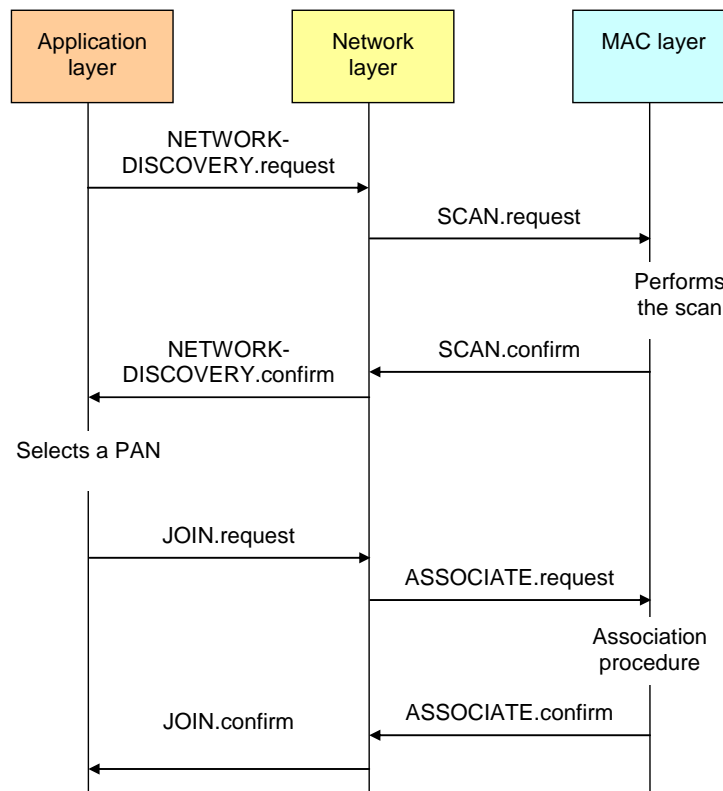 Application
layer
Network
layer
MAC layer
NETWORK-
DISCOVERY.request
SCAN.request
Performs
the scan
NETWORK-
DISCOVERY.confirm
SCAN.confirm
Selects a PAN
JOIN.request
ASSOCIATE.request
Association
procedure
JOIN.confirm
ASSOCIATE.confirm